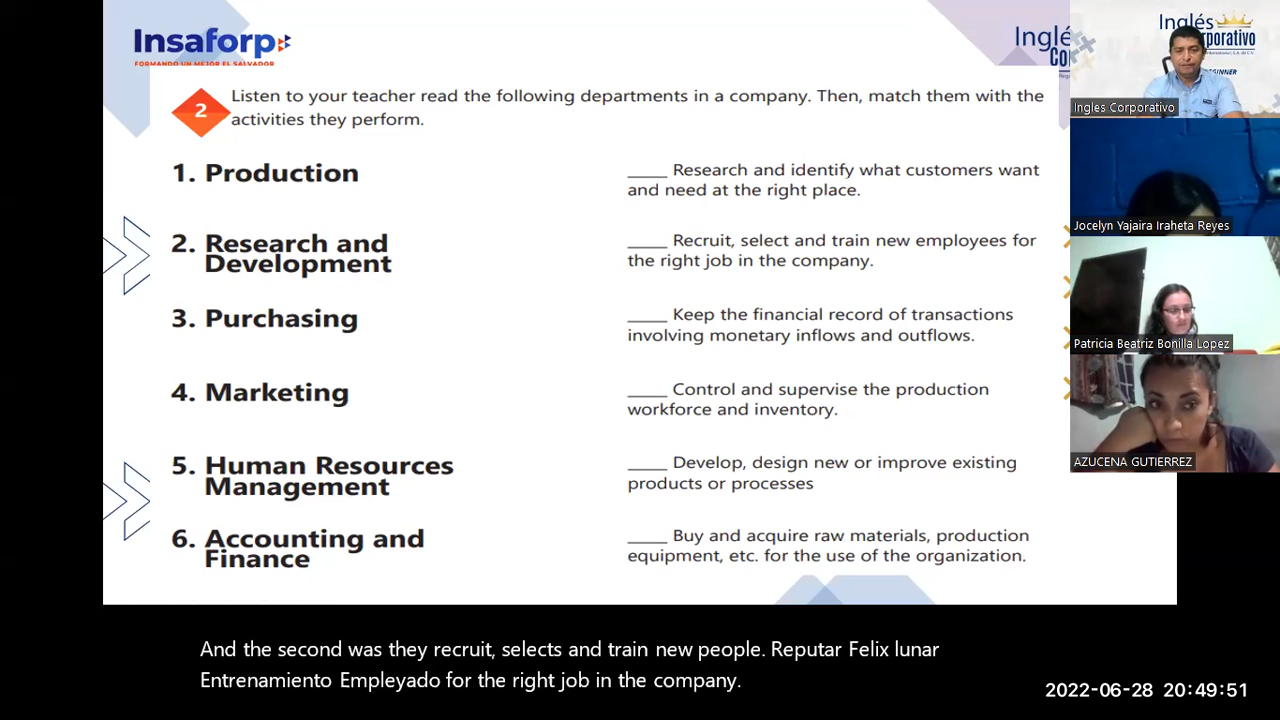 Insaforp
FORMANDO UN MEJOR EL SALVADOR
Inglés
Inglés
Corporativo
2
Listen to your teacher read the following departments in a company. Then, match them with the
activities they perform.
1. Production
____ Research and identify what customers want
and need at the right place.
2. Research and
Development
____ Recruit, select and train new employees for
the right job in the company.
3. Purchasing
____ Keep the financial record of transactions
involving monetary inflows and outflows.
4. Marketing
____ Control and supervise the production
workforce and inventory.
5. Human Resources
Management
____ Develop, design new or improve existing
products or processes
6. Accounting and
Finance
____ Buy and acquire raw materials, production
equipment, etc. for the use of the organization.
Ingles Corporativo
Jocelyn Yajaira Iraheta Reyes
Patricia Beatriz Bonilla Lopez
AZUCENA GUTIERREZ
And the second was they recruit, selects and train new people. Reputar Felix lunar
Entrenamiento Empleyado for the right job in the company.
2022-06-28 20:49:51